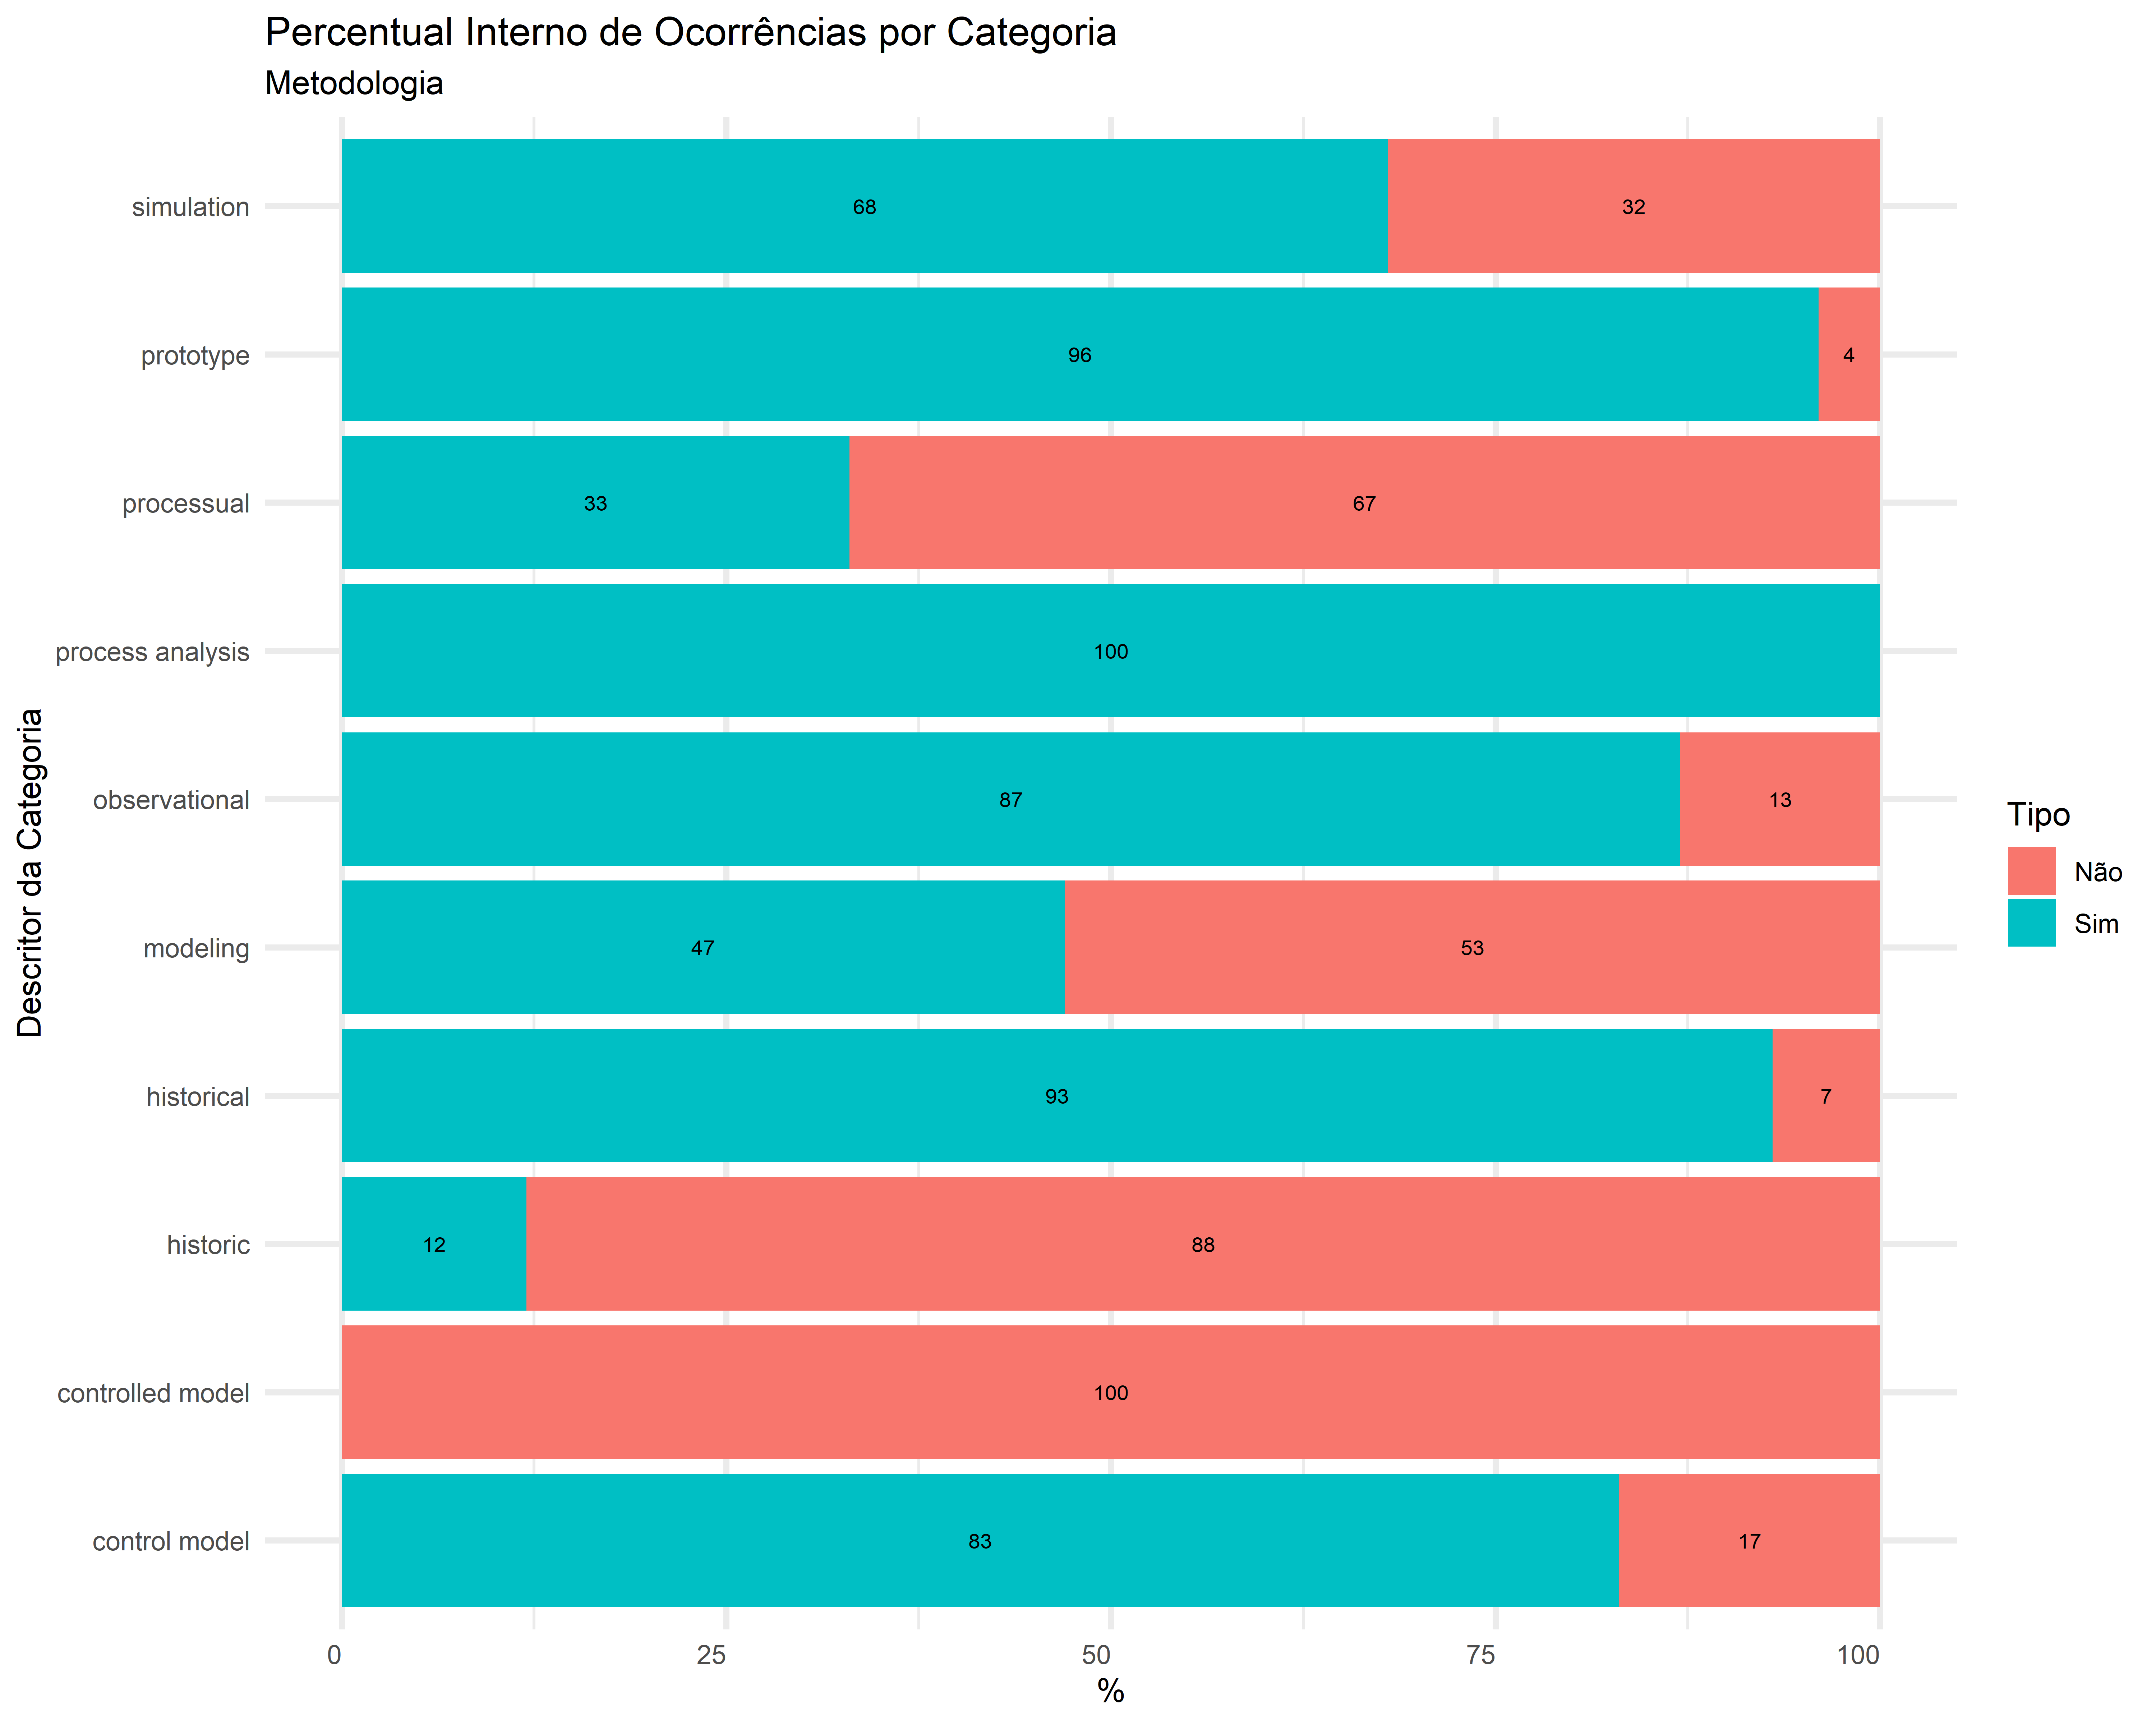 Percentual Interno de Ocorrências por Categoria
Metodologia
Descritor da Categoria
simulation 68 32
prototype 96 4
processual 33 67
process analysis 100
observational 87 13
modeling 47 53
historical 93 7
historic 12 88
controlled model 100
control model 83 17
0 25 50 75 100
%
Tipo
Não
Sim